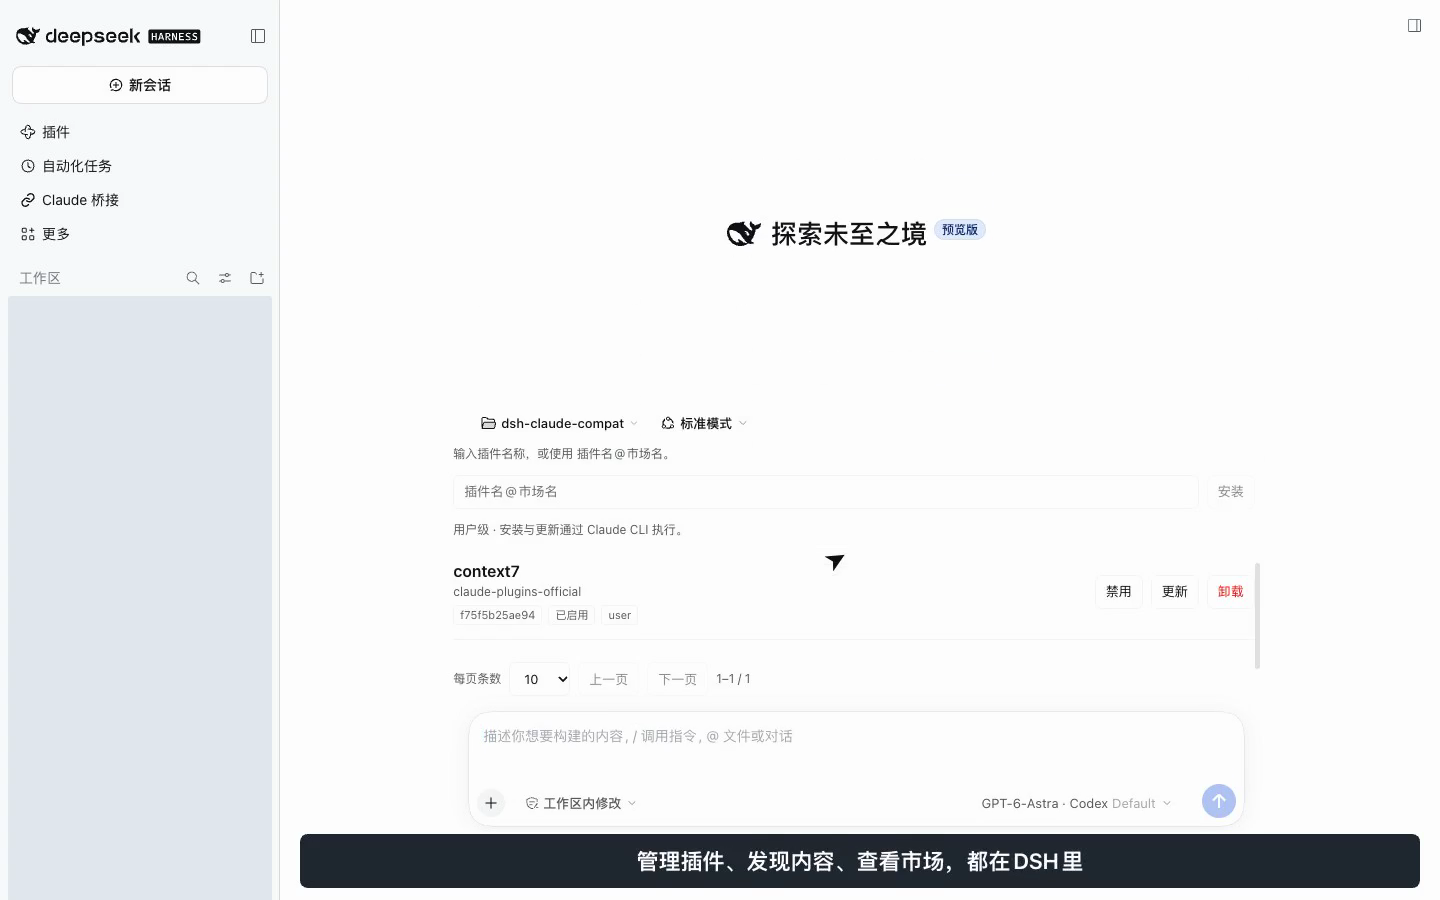 deepseek HARNESS
新会话
插件
自动化任务
Claude 桥接
更多
工作区
探索未至之境 预览版
dsh-claude-compat 标准模式
输入插件名称，或使用 插件名@市场名。
插件名@市场名 安装
用户级 · 安装与更新通过 Claude CLI 执行。
context7
claude-plugins-official
f75f5b25ae94 已启用 user
禁用 更新 卸载
每页条数 10 上一页 下一页 1–1 / 1
描述你想要构建的内容, / 调用指令, @ 文件或对话
工作区内修改 GPT-6-Astra · Codex Default
管理插件、发现内容、查看市场，都在DSH里